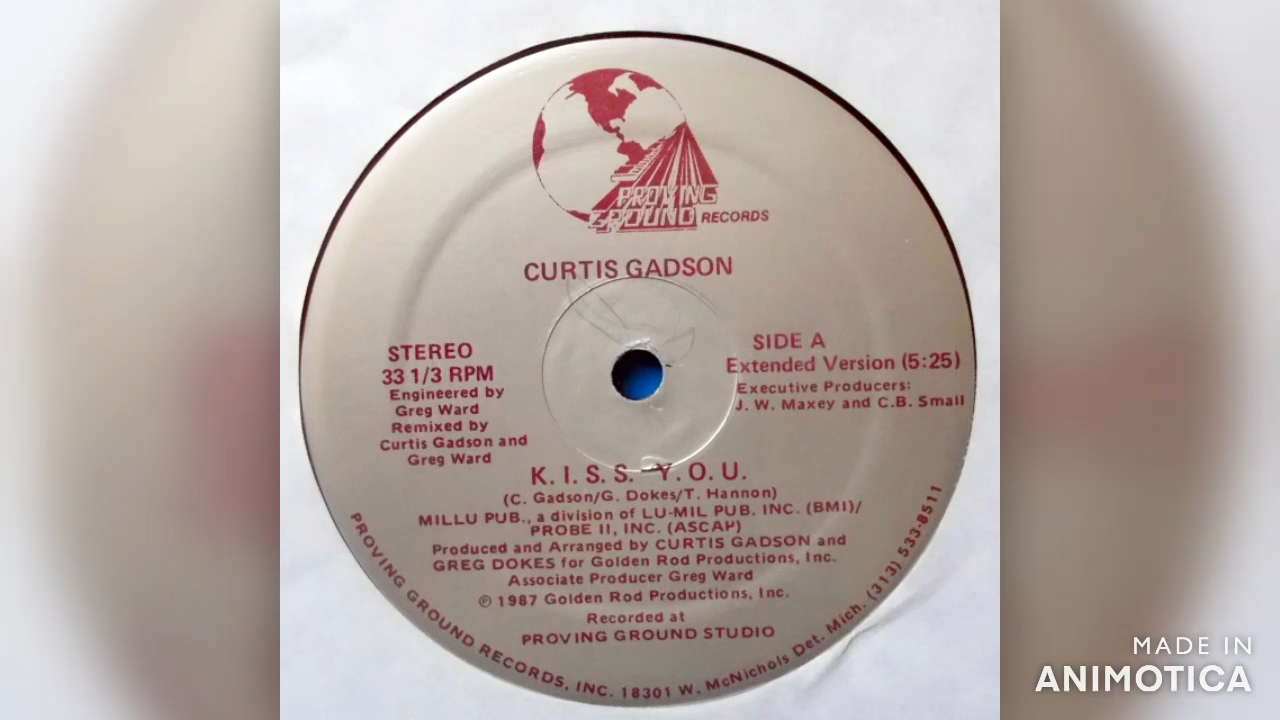 PROVING
GROUND RECORDS
CURTIS GADSON
STEREO
33 1/3 RPM
Engineered by
Greg Ward
Remixed by
Curtis Gadson and
Greg Ward
SIDE A
Extended Version (5:25)
Executive Producers:
J. W. Maxey and C.B. Small
K. I. S. S. Y. O. U.
(C. Gadson/G. Dokes/T. Hannon)
MILLU PUB., a division of LU-MIL PUB. INC. (BMI)/
PROBE II, INC. (ASCAP)
Produced and Arranged by CURTIS GADSON and
GREG DOKES for Golden Rod Productions, Inc.
Associate Producer Greg Ward
℗ 1987 Golden Rod Productions, Inc.
Recorded at
PROVING GROUND STUDIO
PROVING GROUND RECORDS, INC. 18301 W. McNichols Det. Mich. (313) 533-8511
MADE IN
ANIMOTICA